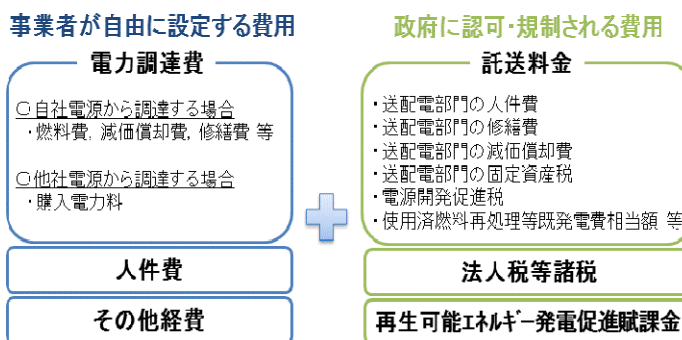 事業者が自由に設定する費用
電力調達費
○自社電源から調達する場合
・燃料費, 減価償却費, 修繕費 等
○他社電源から調達する場合
・購入電力料
人件費
その他経費
政府に認可・規制される費用
託送料金
・送配電部門の人件費
・送配電部門の修繕費
・送配電部門の減価償却費
・送配電部門の固定資産税
・電源開発促進税
・使用済燃料再処理等既発電費相当額 等
法人税等諸税
再生可能エネルギー発電促進賦課金